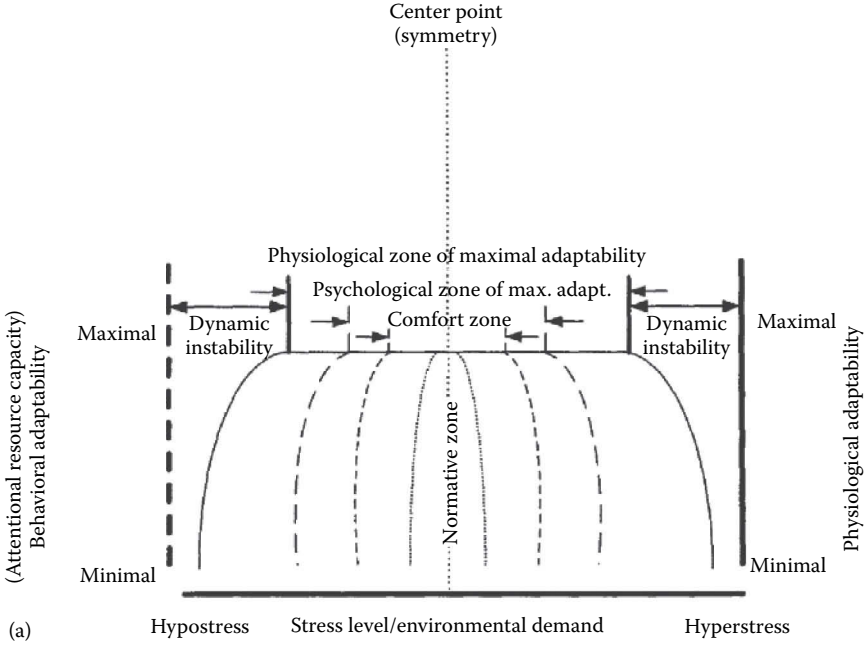 Center point
(symmetry)
Physiological zone of maximal adaptability
Psychological zone of max. adapt.
Comfort zone
Maximal
Dynamic
instability
Dynamic
instability
Maximal
(Attentional resource capacity)
Behavioral adaptability
Normative zone
Physiological adaptability
Minimal
Minimal
(a)
Hypostress
Stress level/environmental demand
Hyperstress